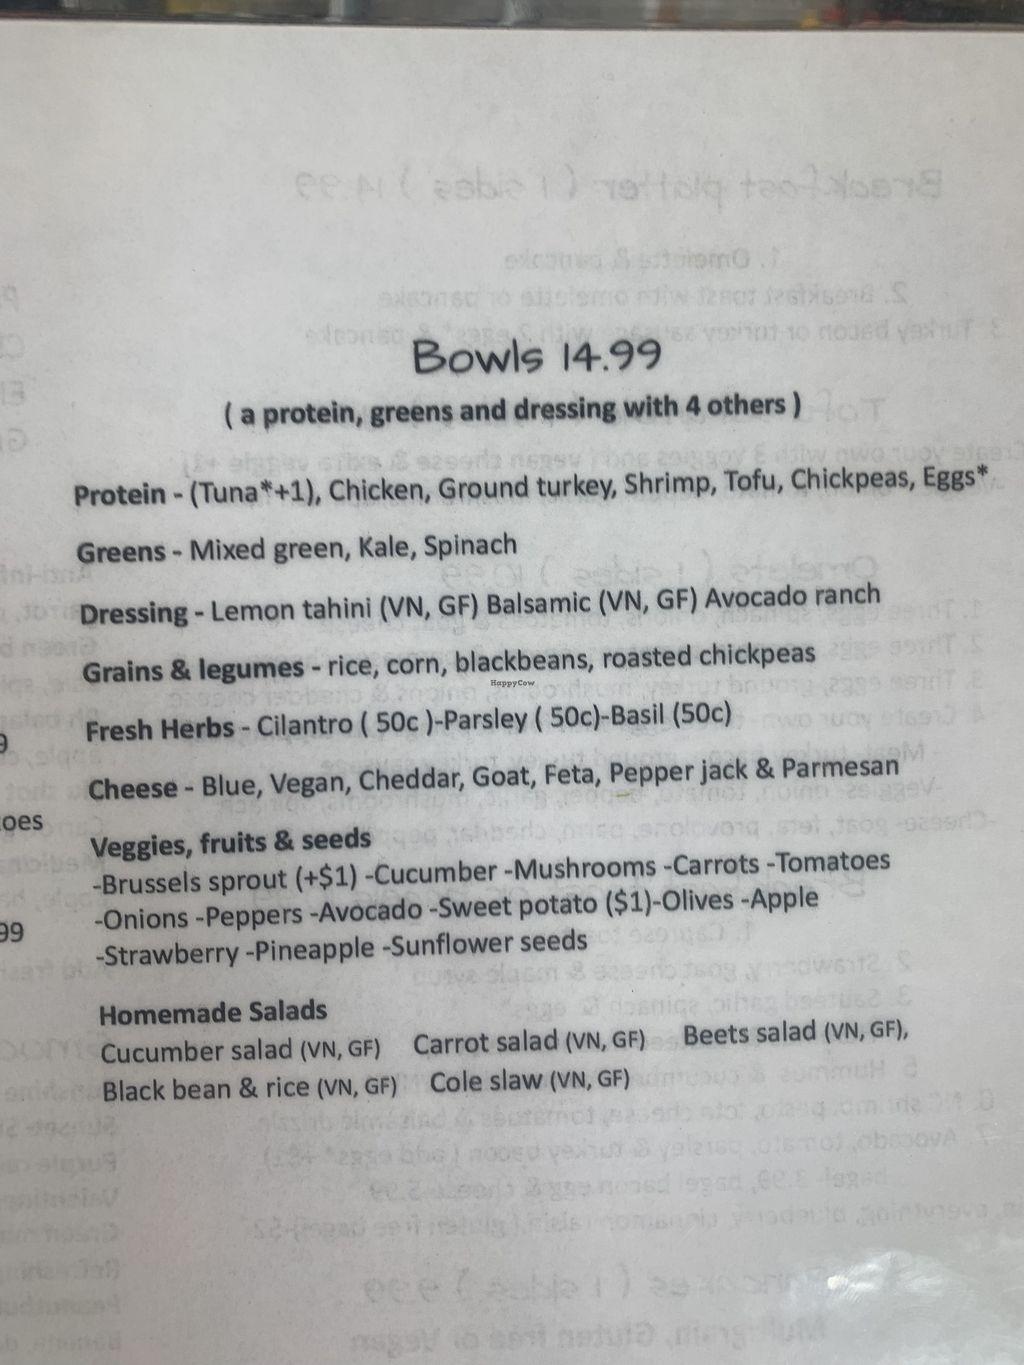 Bowls 14.99
( a protein, greens and dressing with 4 others )
Protein - (Tuna*+1), Chicken, Ground turkey, Shrimp, Tofu, Chickpeas, Eggs*
Greens - Mixed green, Kale, Spinach
Dressing - Lemon tahini (VN, GF) Balsamic (VN, GF) Avocado ranch
Grains & legumes - rice, corn, blackbeans, roasted chickpeas
HappyCow
Fresh Herbs - Cilantro ( 50c )-Parsley ( 50c)-Basil (50c)
Cheese - Blue, Vegan, Cheddar, Goat, Feta, Pepper jack & Parmesan
oes
Veggies, fruits & seeds
-Brussels sprout (+$1) -Cucumber -Mushrooms -Carrots -Tomatoes
-Onions -Peppers -Avocado -Sweet potato ($1)-Olives -Apple
99
-Strawberry -Pineapple -Sunflower seeds
Homemade Salads
Cucumber salad (VN, GF) Carrot salad (VN, GF) Beets salad (VN, GF),
Black bean & rice (VN, GF) Cole slaw (VN, GF)